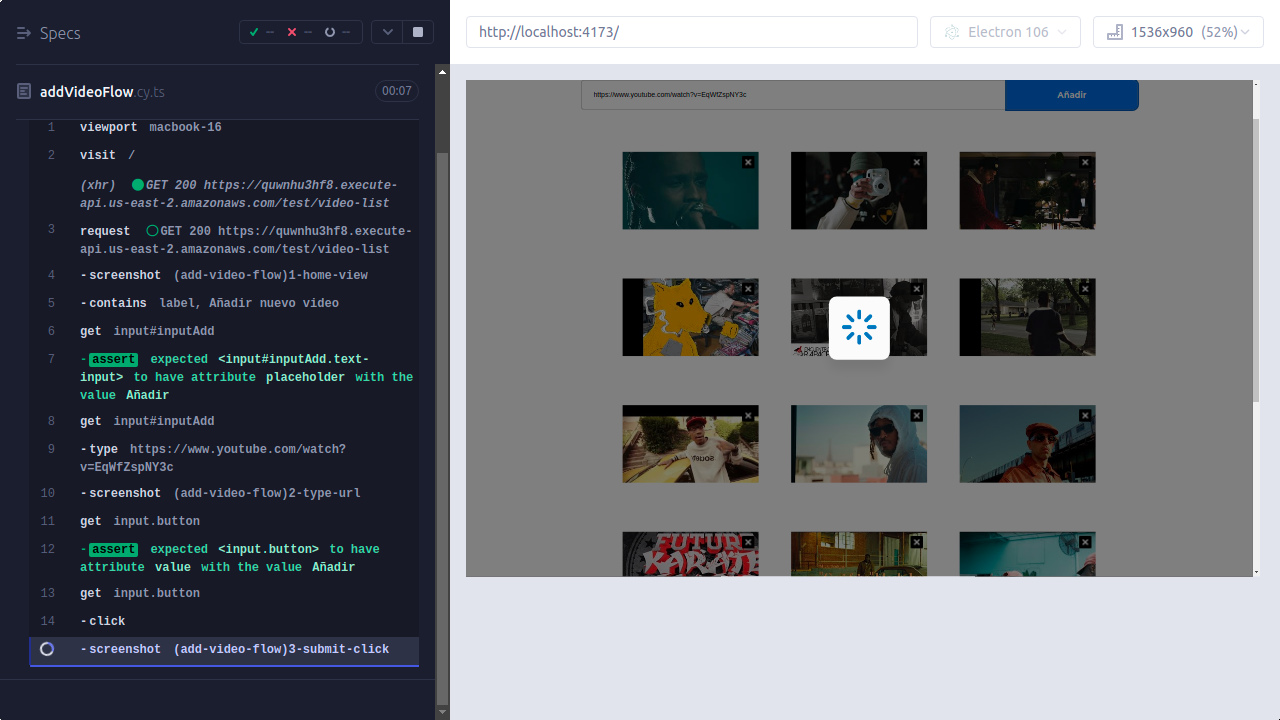 Specs
--
--
--
addVideoFlow.cy.ts
00:07
1 viewport macbook-16
2 visit /
(xhr) GET 200 https://quwnhu3hf8.execute-
api.us-east-2.amazonaws.com/test/video-list
3 request GET 200 https://quwnhu3hf8.execute-
api.us-east-2.amazonaws.com/test/video-list
4 -screenshot (add-video-flow)1-home-view
5 -contains label, Añadir nuevo video
6 get input#inputAdd
7 -assert expected <input#inputAdd.text-
input> to have attribute placeholder with the
value Añadir
8 get input#inputAdd
9 -type https://www.youtube.com/watch?
v=EqWfZspNY3c
10 -screenshot (add-video-flow)2-type-url
11 get input.button
12 -assert expected <input.button> to have
attribute value with the value Añadir
13 get input.button
14 -click
-screenshot (add-video-flow)3-submit-click
http://localhost:4173/
Electron 106
1536x960 (52%)
https://www.youtube.com/watch?v=EqWfZspNY3c
Añadir
FUTUR
KARATE